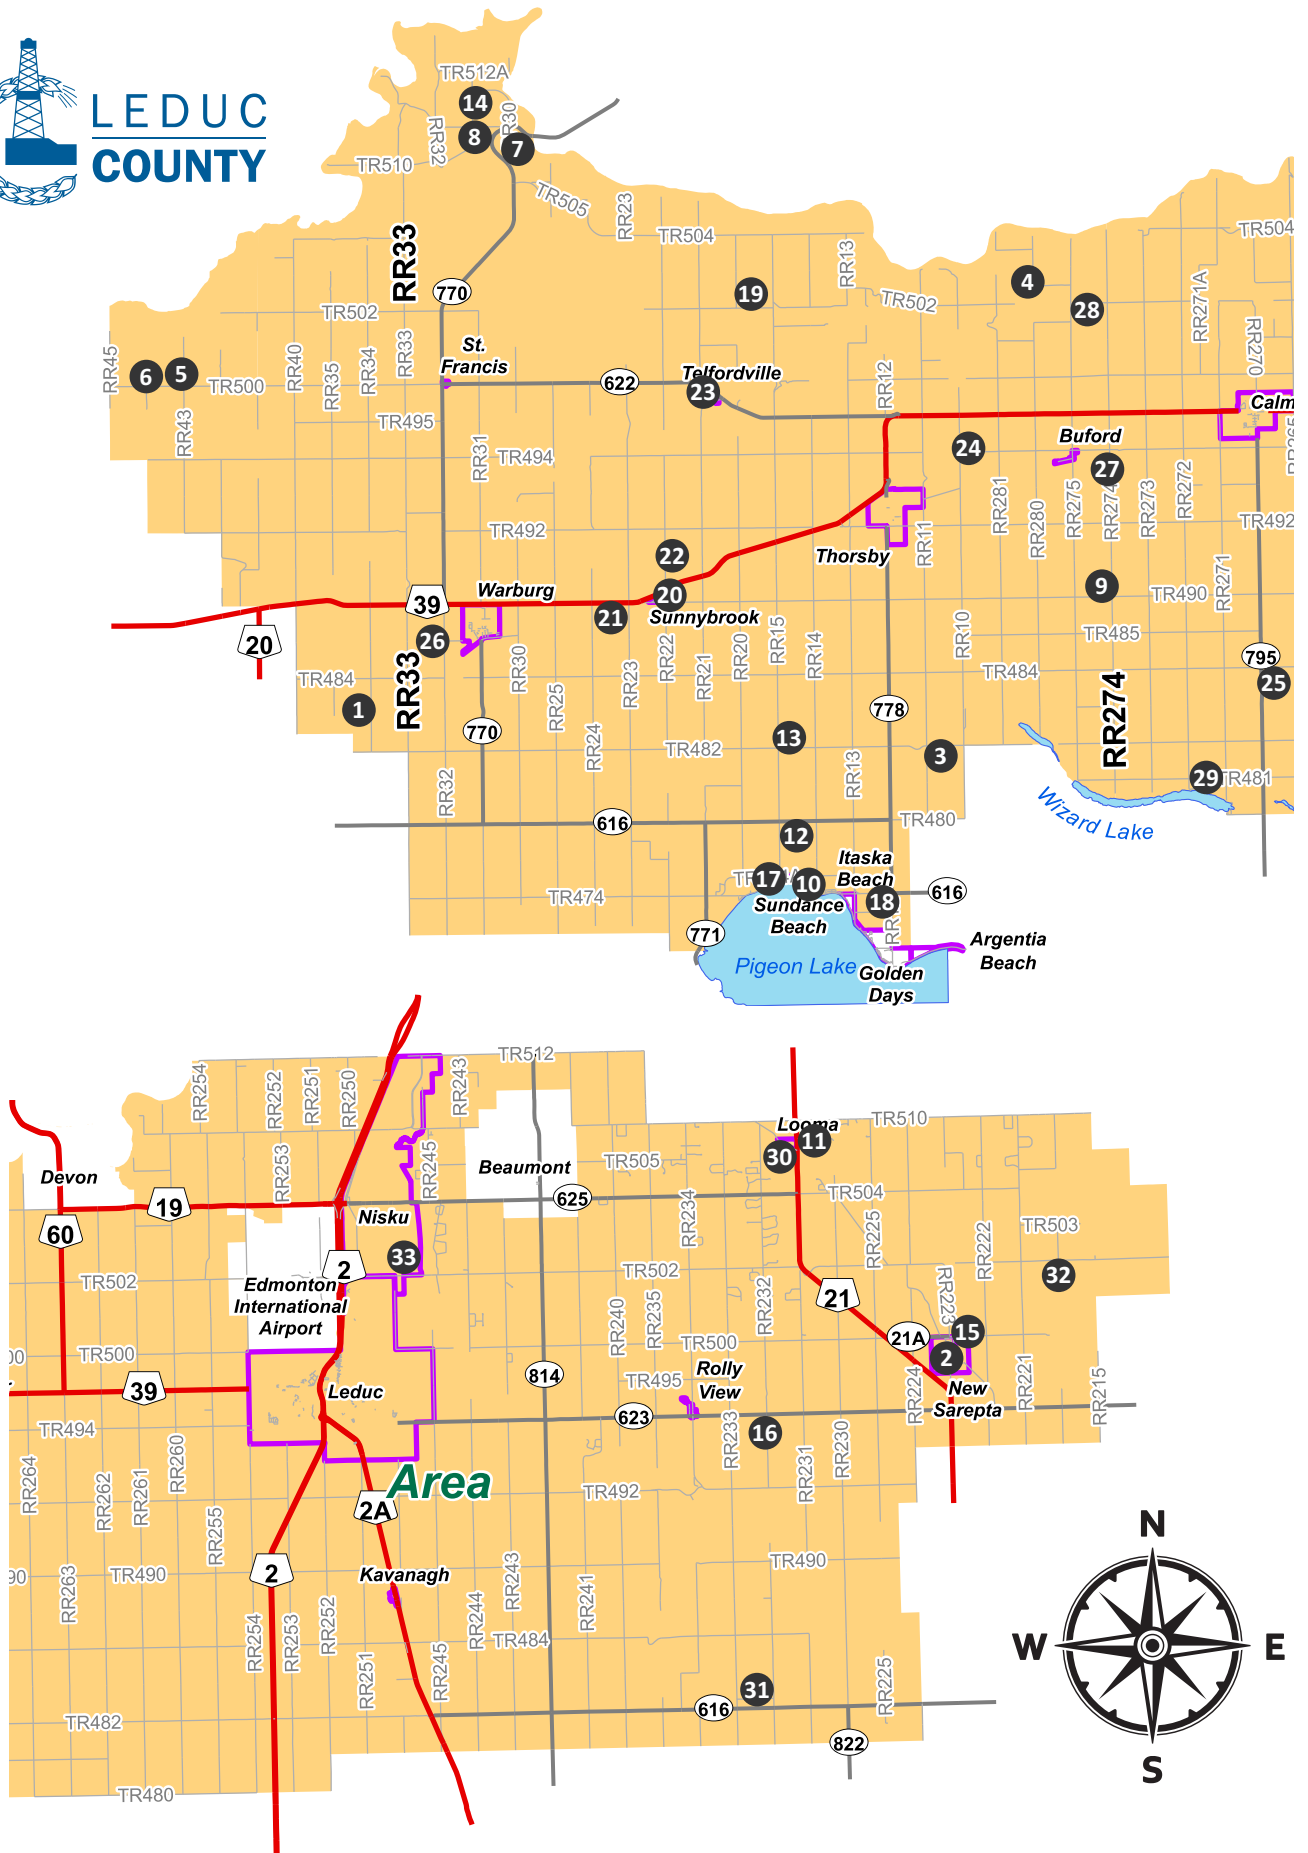 LEDUC
COUNTY
TR512A
14
RR32
8
RR30
7
TR510
TR505
RR23
TR504
RR13
TR504
RR33
770
19
4
TR502
28
RR271A
TR502
RR45
6
5
TR500
RR43
RR40
RR35
RR34
RR33
St.
Francis
622
Telfordville
23
RR12
RR270
Calm
TR495
RR31
TR494
24
Buford
27
RR265
RR281
RR280
RR275
RR274
RR273
RR272
TR492
TR492
Thorsby
RR11
22
39
Warburg
20
Sunnybrook
21
9
TR490
RR271
20
26
RR33
RR30
RR23
RR22
RR21
RR20
RR15
RR14
RR10
TR485
TR484
795
25
TR484
1
770
RR25
RR24
TR482
13
778
3
RR274
RR32
RR13
29
TR481
Wizard Lake
616
12
TR480
TR474
17
10
Itaska
Beach
18
616
Sundance
Beach
771
Pigeon Lake
Golden
Days
Argentia
Beach
RR254
RR252
RR251
RR250
RR243
TR512
Looma
11
30
TR510
Devon
RR253
RR245
Beaumont
TR505
19
60
625
RR234
TR504
Nisku
33
2
RR225
RR222
TR503
32
TR502
Edmonton
International
Airport
TR502
RR240
RR235
RR232
21
RR223
21A
15
2
00
TR500
TR500
39
Leduc
814
TR495
Rolly
View
RR224
New
Sarepta
RR221
RR215
TR494
623
RR233
16
RR231
RR230
RR264
RR262
RR261
RR260
RR255
Area
2A
TR492
90
RR263
TR490
2
Kavanagh
RR243
RR241
TR490
RR254
RR253
RR252
RR251
RR245
RR244
TR484
31
RR225
616
822
TR482
TR480
N
W
E
S